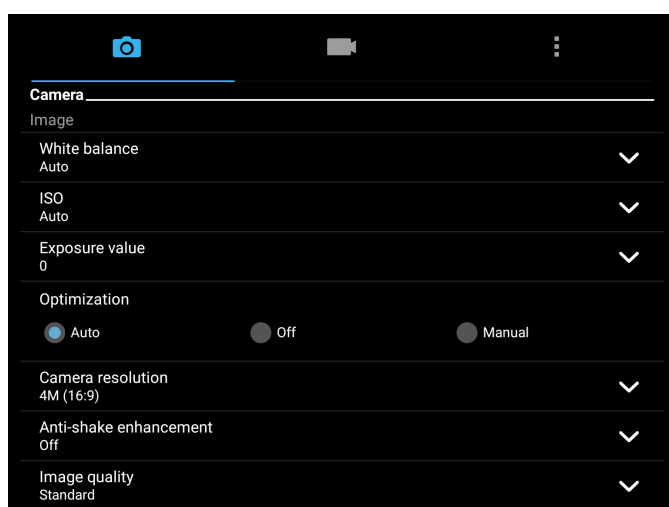 Camera
Image
White balance
Auto
ISO
Auto
Exposure value
0
Optimization
Auto Off Manual
Camera resolution
4M (16:9)
Anti-shake enhancement
Off
Image quality
Standard